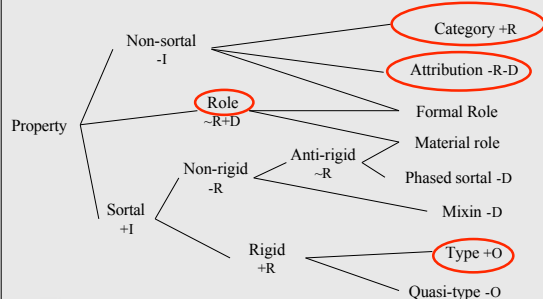 Category +R
Non-sortal
-I
Attribution -R-D
Role
~R+D
Formal Role
Property
Material role
Anti-rigid
~R
Non-rigid
-R
Phased sortal -D
Sortal
+I
Mixin -D
Rigid
+R
Type +O
Quasi-type -O